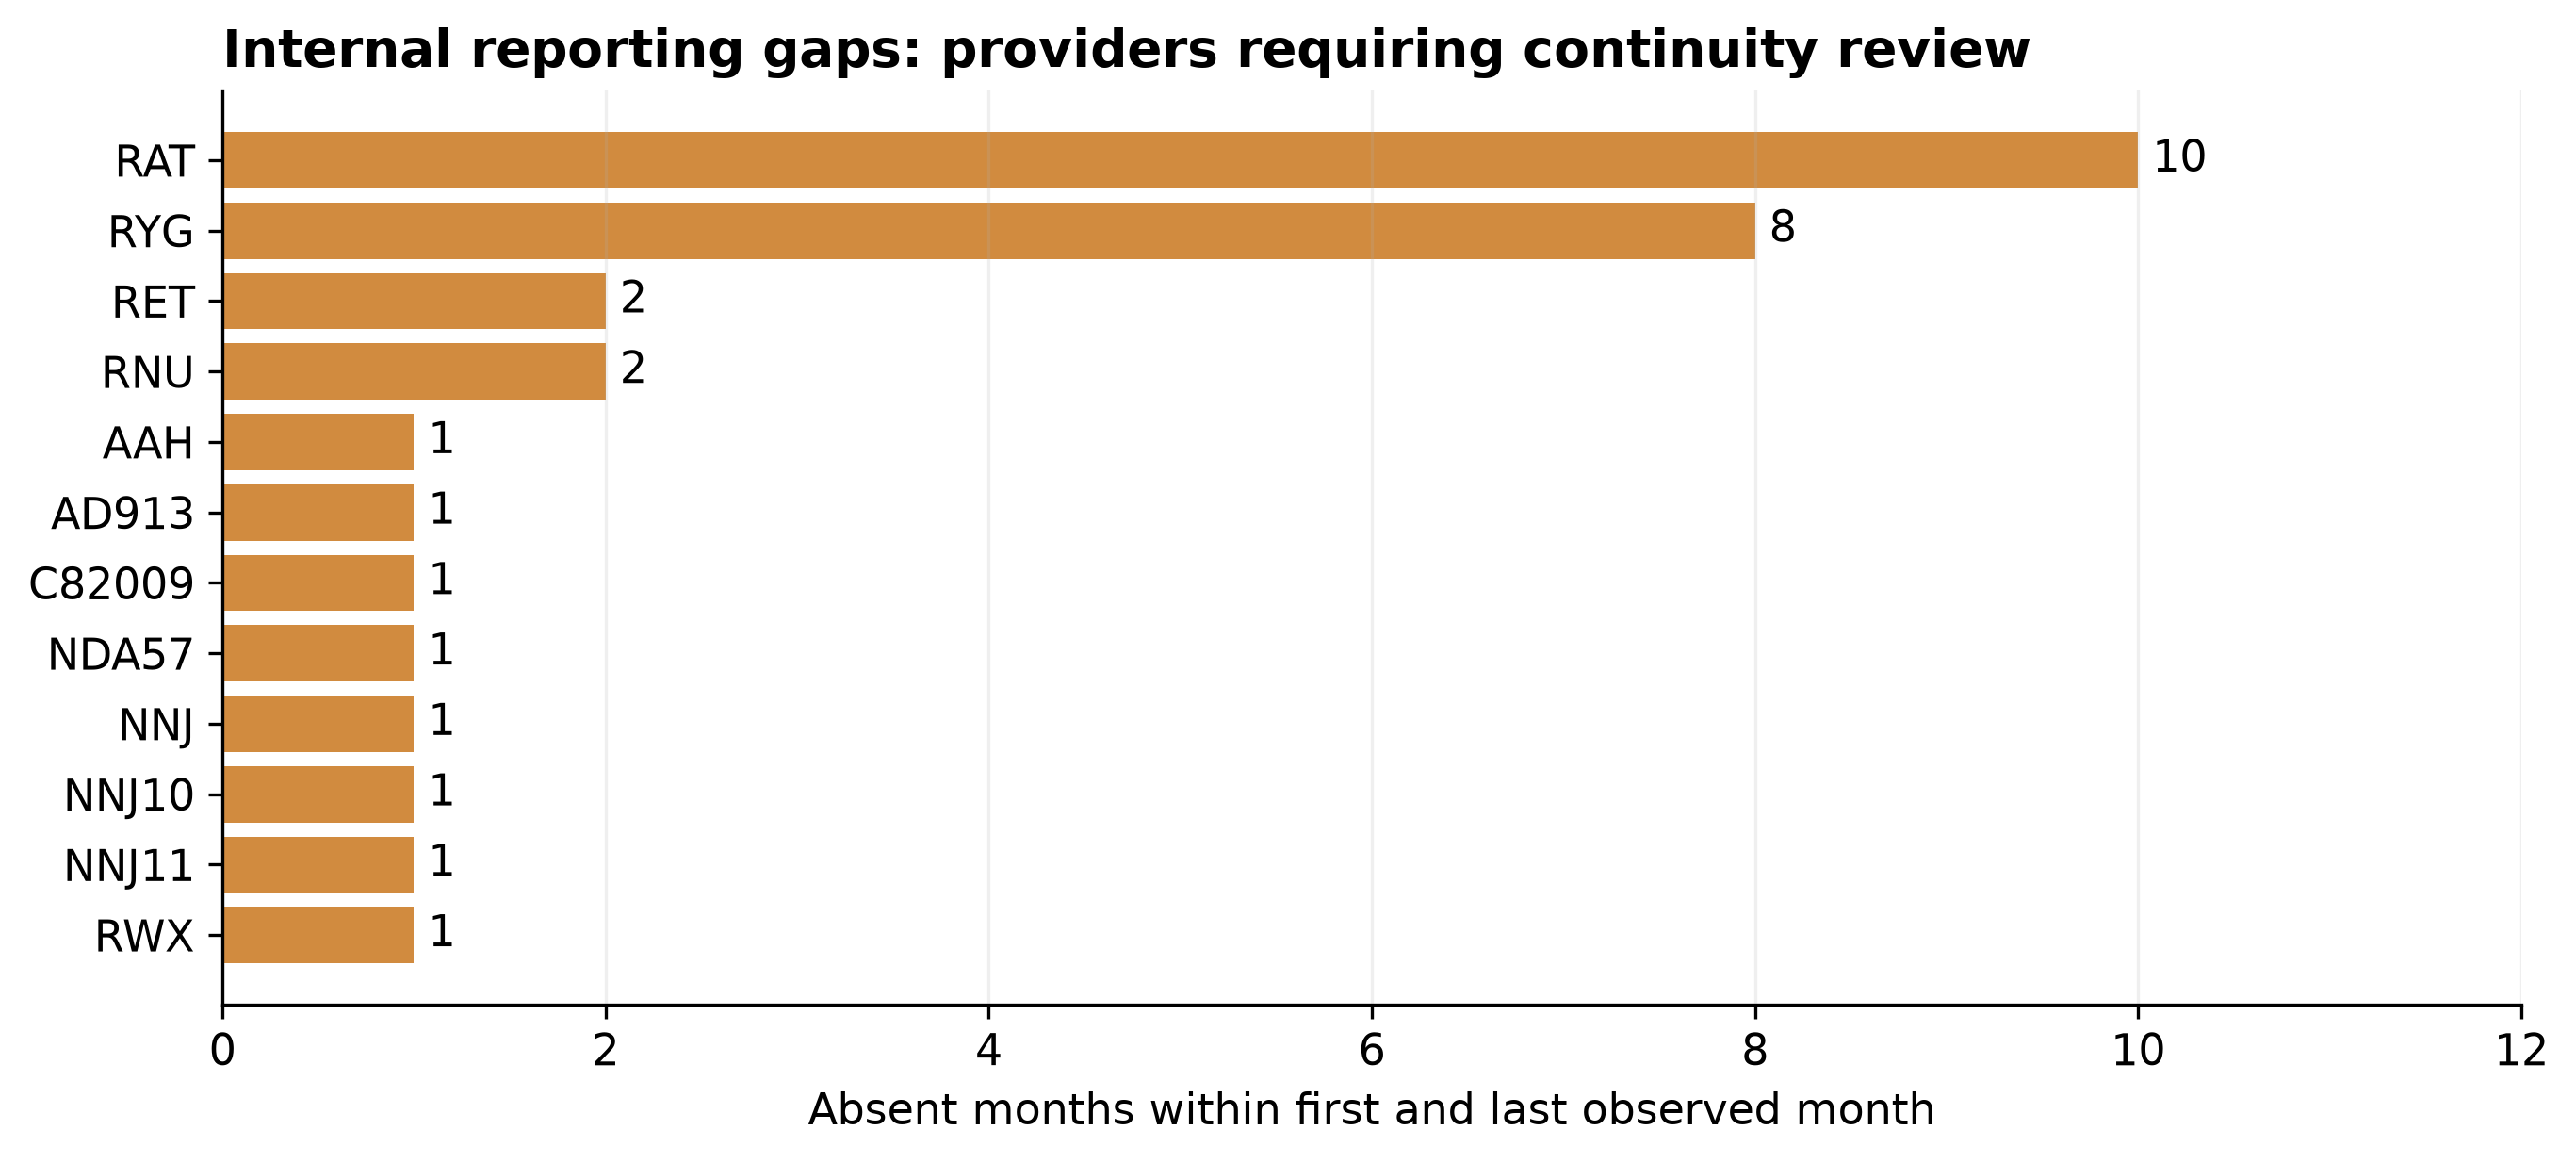 Internal reporting gaps: providers requiring continuity review
RAT 10
RYG 8
RET 2
RNU 2
AAH 1
AD913 1
C82009 1
NDA57 1
NNJ 1
NNJ10 1
NNJ11 1
RWX 1
0 2 4 6 8 10 12
Absent months within first and last observed month